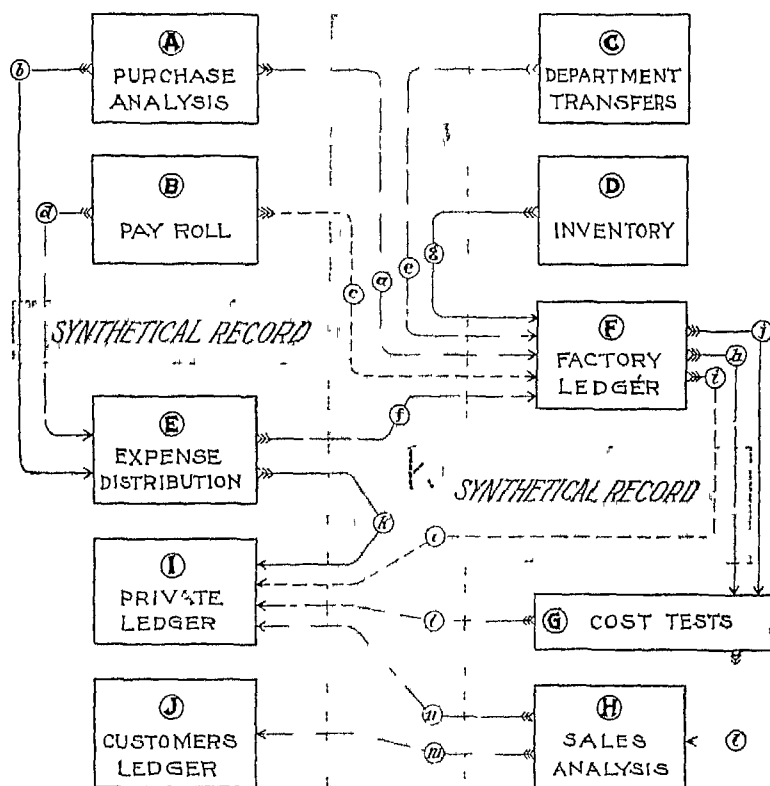 A
PURCHASE
ANALYSIS
b
C
DEPARTMENT
TRANSFERS
B
PAY ROLL
d
D
INVENTORY
g
e
a
c
SYNTHETICAL RECORD
F
FACTORY
LEDGER
j
h
E
EXPENSE
DISTRIBUTION
f
SYNTHETICAL RECORD
k
I
PRIVATE
LEDGER
i
l
G COST TESTS
J
CUSTOMERS
LEDGER
n
m
H
SALES
ANALYSIS